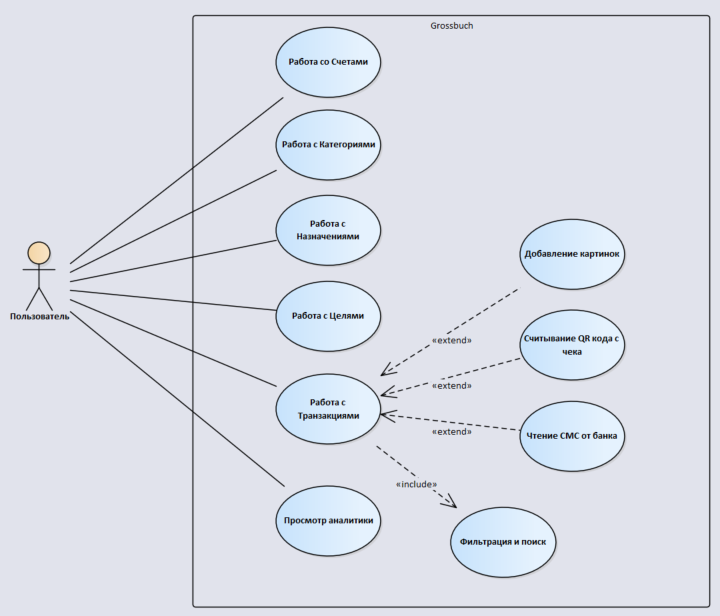 Grossbuch
Работа со Счетами
Работа с Категориями
Работа с
Назначениями
Добавление картинок
Пользователь
Работа с Целями
«extend»
Считывание QR кода с
чека
«extend»
Работа с
Транзакциями
«extend»
Чтение СМС от банка
«include»
Просмотр аналитики
Фильтрация и поиск